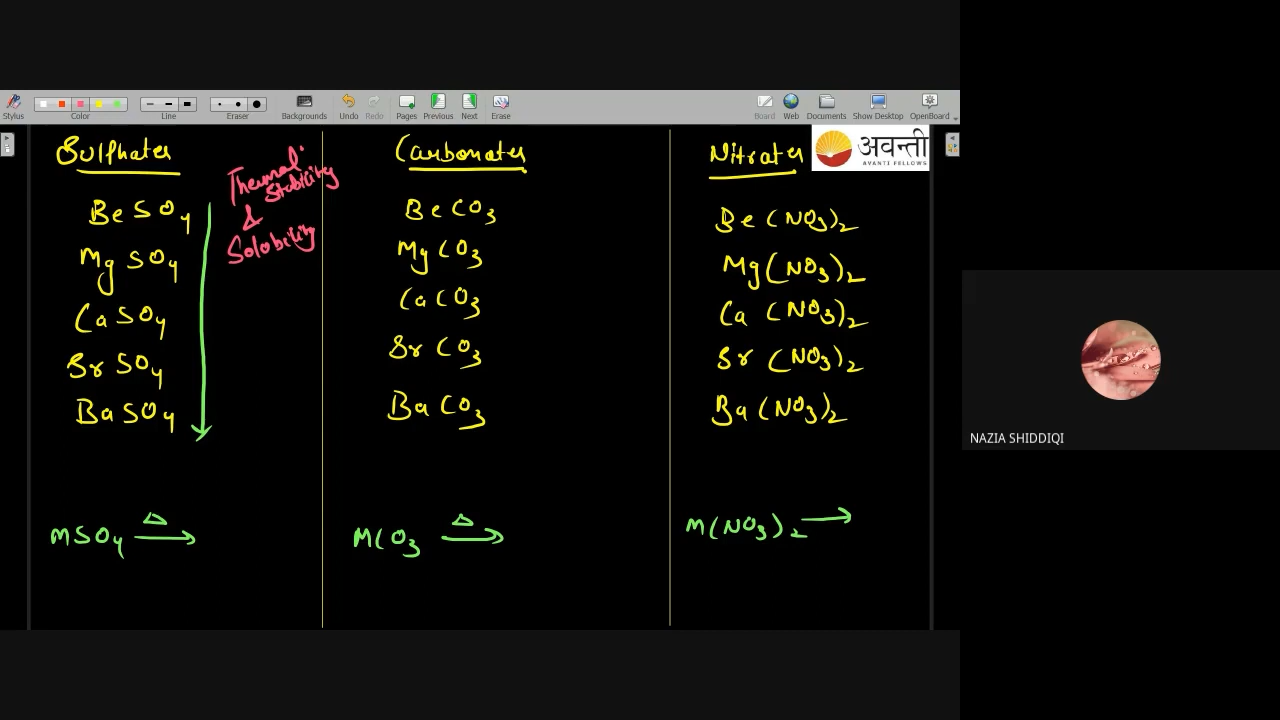 Stylus
Color
Line
Eraser
Backgrounds
Undo
Redo
Pages
Previous
Next
Erase
Board
Web
Documents
Show Desktop
OpenBoard
अवन्ती
AVANTI FELLOWS
Sulphates
BeSO4
MgSO4
CaSO4
SrSO4
BaSO4
Thermal
Stability
&
Solobility
MSO4 Δ→
Carbonates
BeCO3
MgCO3
CaCO3
SrCO3
BaCO3
MCO3 Δ→
Nitrates
Be(NO3)2
Mg(NO3)2
Ca(NO3)2
Sr(NO3)2
Ba(NO3)2
M(NO3)2 →
NAZIA SHIDDIQI